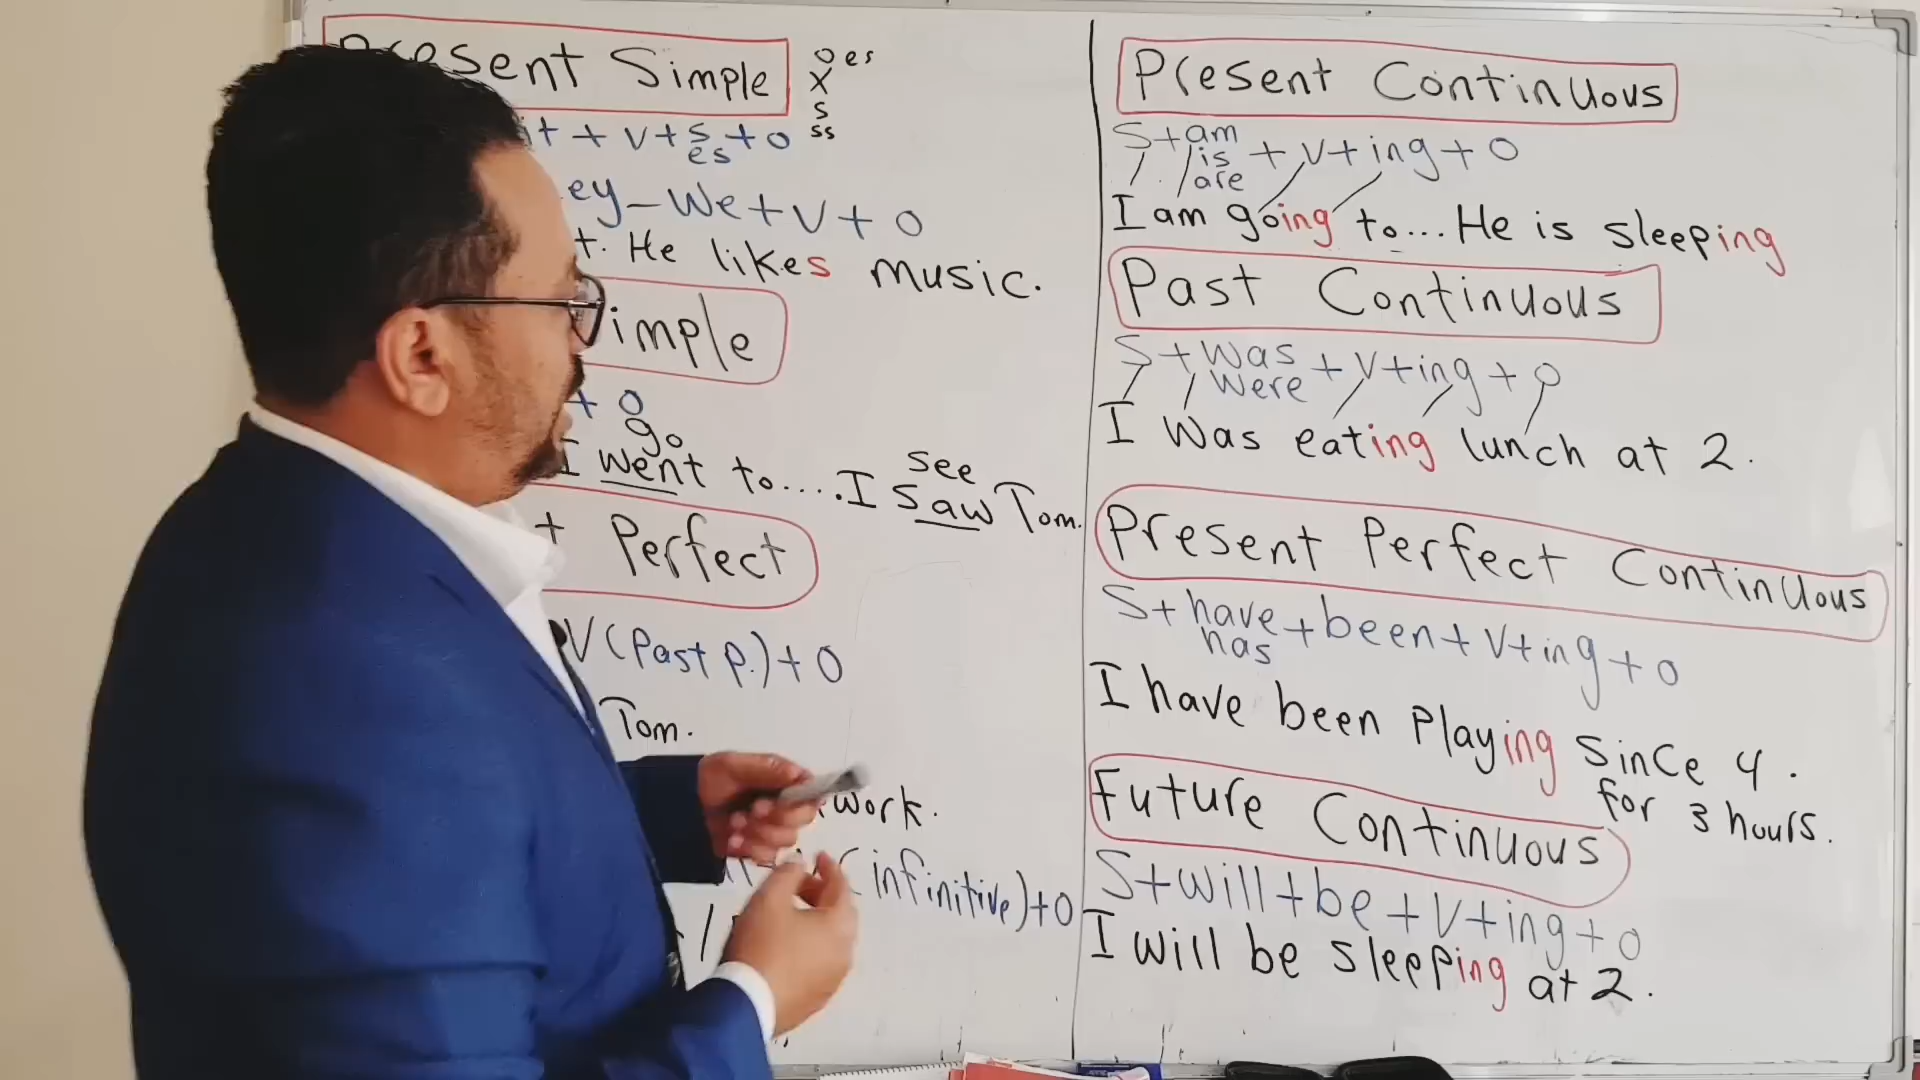 Present Simple
oes
x
s
ss
it + V + s + O
es
ey - We + V + O
t. He likes music.
imple
+ O
go
I went to.... I saw Tom.
see
t Perfect
V (Past p.) + O
Tom.
work.
(infinitive) + O
Present Continuous
S + am + V + ing + O
is
are
I am going to... He is sleeping
Past Continuous
S + was + V + ing + O
were
I was eating lunch at 2.
Present Perfect Continuous
S + have + been + V + ing + O
has
I have been playing since 4.
for 3 hours.
Future Continuous
S + will + be + V + ing + O
I will be sleeping at 2.